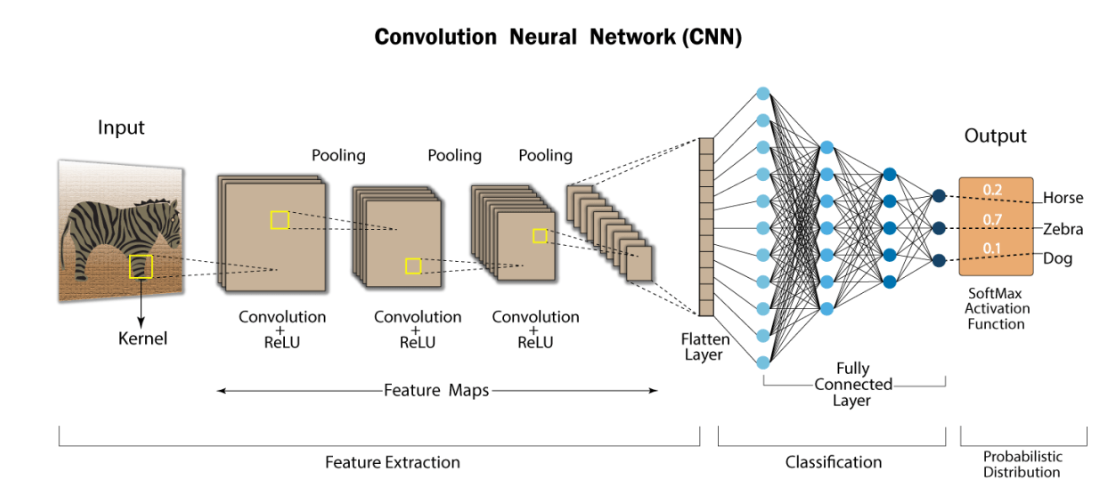 Convolution Neural Network (CNN)
Input
Pooling
Pooling
Pooling
Output
0.2
Horse
0.7
Zebra
0.1
Dog
Kernel
Convolution
+
ReLU
Convolution
+
ReLU
Convolution
+
ReLU
Flatten
Layer
SoftMax
Activation
Function
Feature Maps
Fully
Connected
Layer
Feature Extraction
Classification
Probabilistic
Distribution